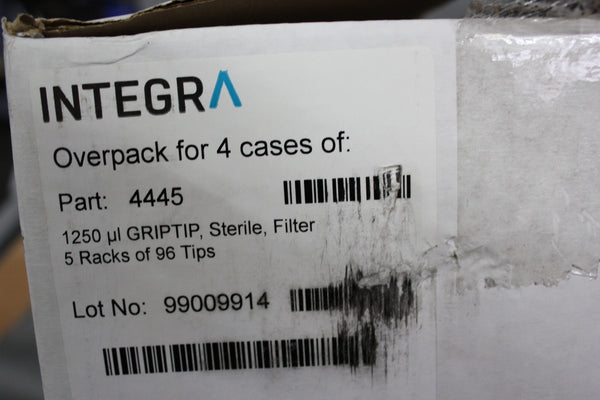 INTEGRA
Overpack for 4 cases of:
Part: 4445
1250 µl GRIPTIP, Sterile, Filter
5 Racks of 96 Tips
Lot No: 99009914